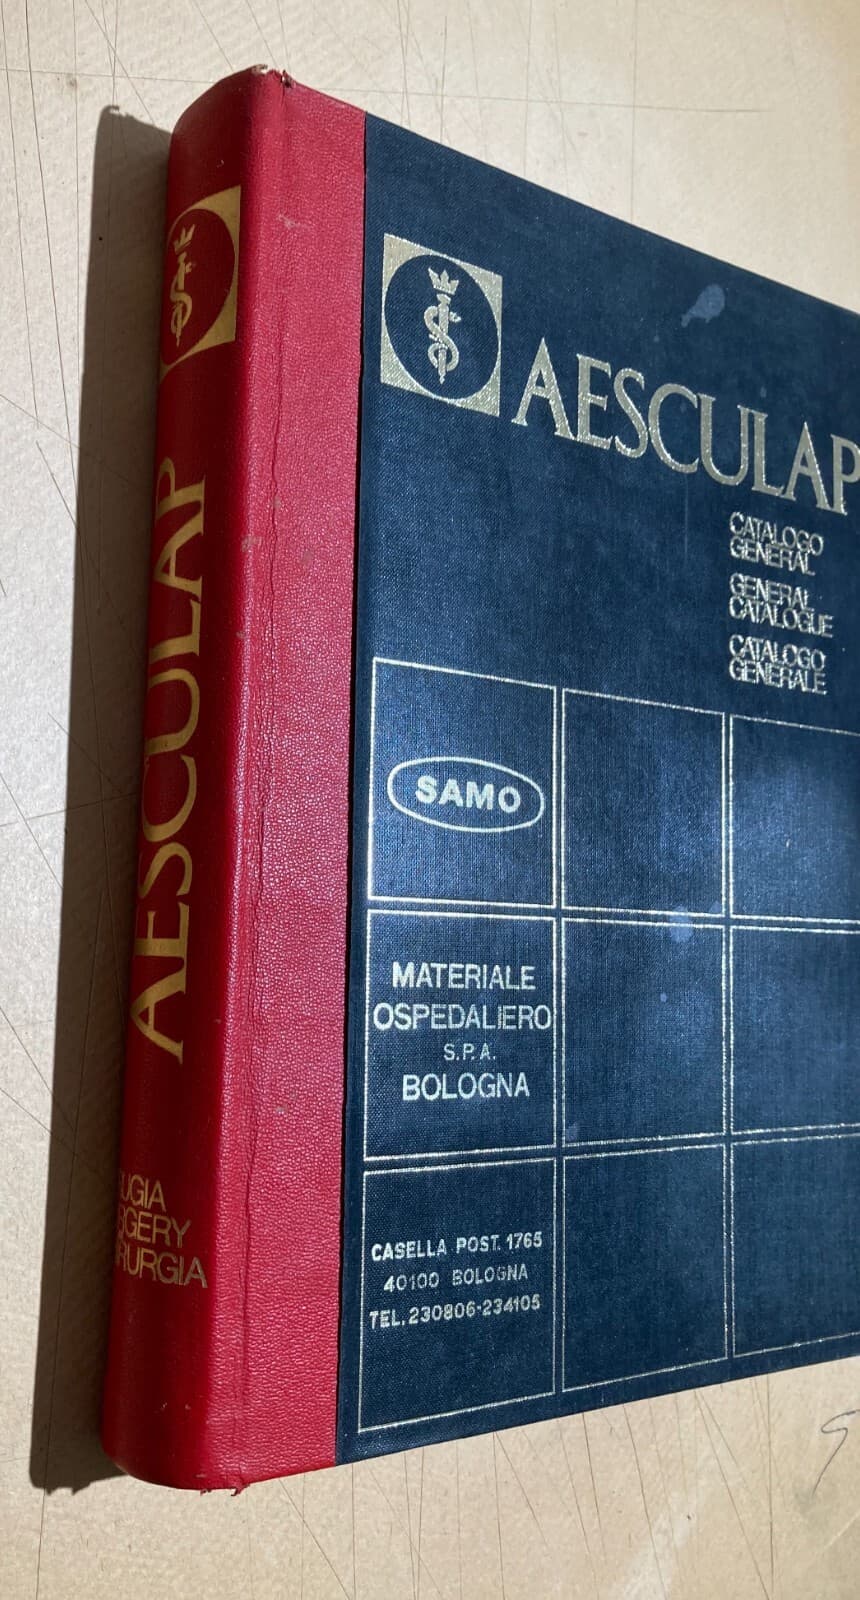 AESCULAP
CATALOGO
GENERAL
GENERAL
CATALOGUE
CATALOGO
GENERALE
SAMO
MATERIALE
OSPEDALIERO
S.P.A.
BOLOGNA
CASELLA POST. 1765
40100 BOLOGNA
TEL. 230806-234105
AESCULAP